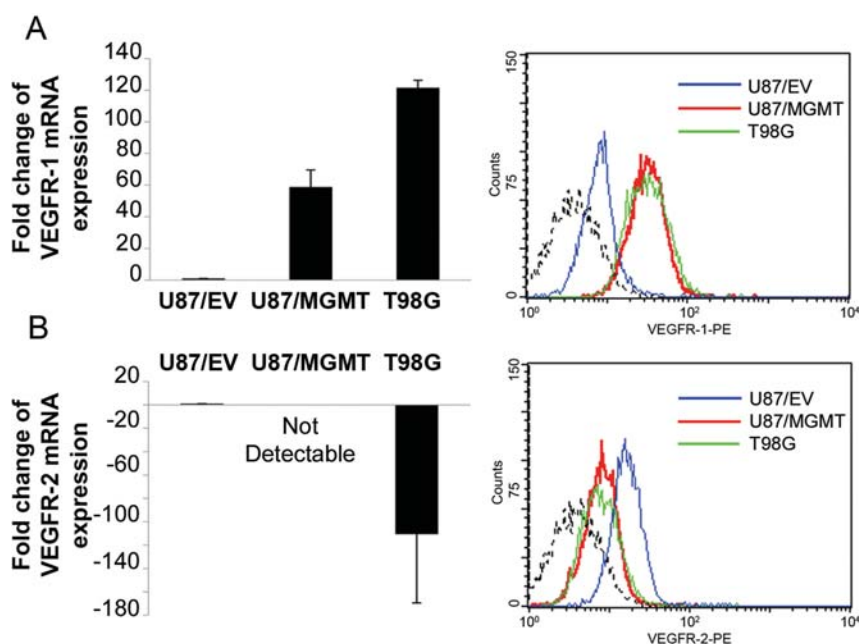 A
Fold change of
VEGFR-1 mRNA
expression
140
120
100
80
60
40
20
0
U87/EV U87/MGMT T98G
150
75
0
Counts
U87/EV
U87/MGMT
T98G
10⁰ 10² 10⁴
VEGFR-1-PE
B
Fold change of
VEGFR-2 mRNA
expression
U87/EV U87/MGMT T98G
20
-20
-60
-100
-140
-180
Not
Detectable
150
75
0
Counts
U87/EV
U87/MGMT
T98G
10⁰ 10² 10⁴
VEGFR-2-PE